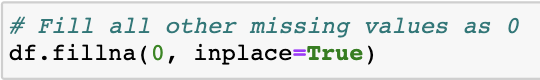 # Fill all other missing values as 0
df.fillna(0, inplace=True)